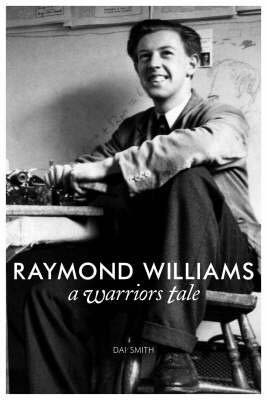 RAYMOND WILLIAMS
a warriors tale
DAI SMITH